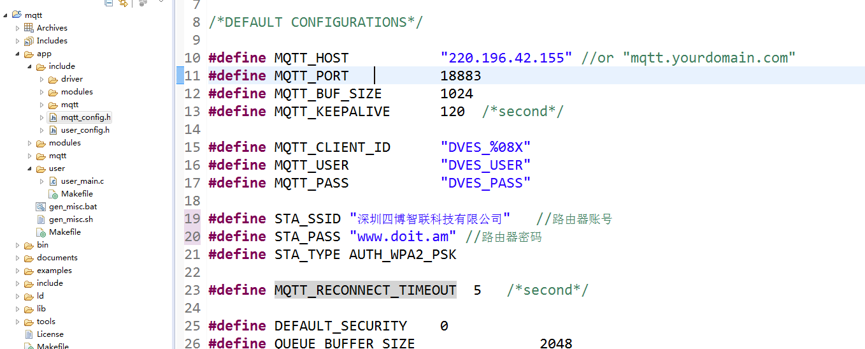 mqtt
Archives
Includes
app
include
driver
modules
mqtt
mqtt_config.h
user_config.h
modules
mqtt
user
user_main.c
Makefile
gen_misc.bat
gen_misc.sh
Makefile
bin
documents
examples
include
ld
lib
tools
License
Makefile
7
8 /*DEFAULT CONFIGURATIONS*/
9
10 #define MQTT_HOST "220.196.42.155" //or "mqtt.yourdomain.com"
11 #define MQTT_PORT 18883
12 #define MQTT_BUF_SIZE 1024
13 #define MQTT_KEEPALIVE 120 /*second*/
14
15 #define MQTT_CLIENT_ID "DVES_%08X"
16 #define MQTT_USER "DVES_USER"
17 #define MQTT_PASS "DVES_PASS"
18
19 #define STA_SSID "深圳四博智联科技有限公司" //路由器账号
20 #define STA_PASS "www.doit.am" //路由器密码
21 #define STA_TYPE AUTH_WPA2_PSK
22
23 #define MQTT_RECONNECT_TIMEOUT 5 /*second*/
24
25 #define DEFAULT_SECURITY 0
26 #define QUEUE_BUFFER_SIZE 2048